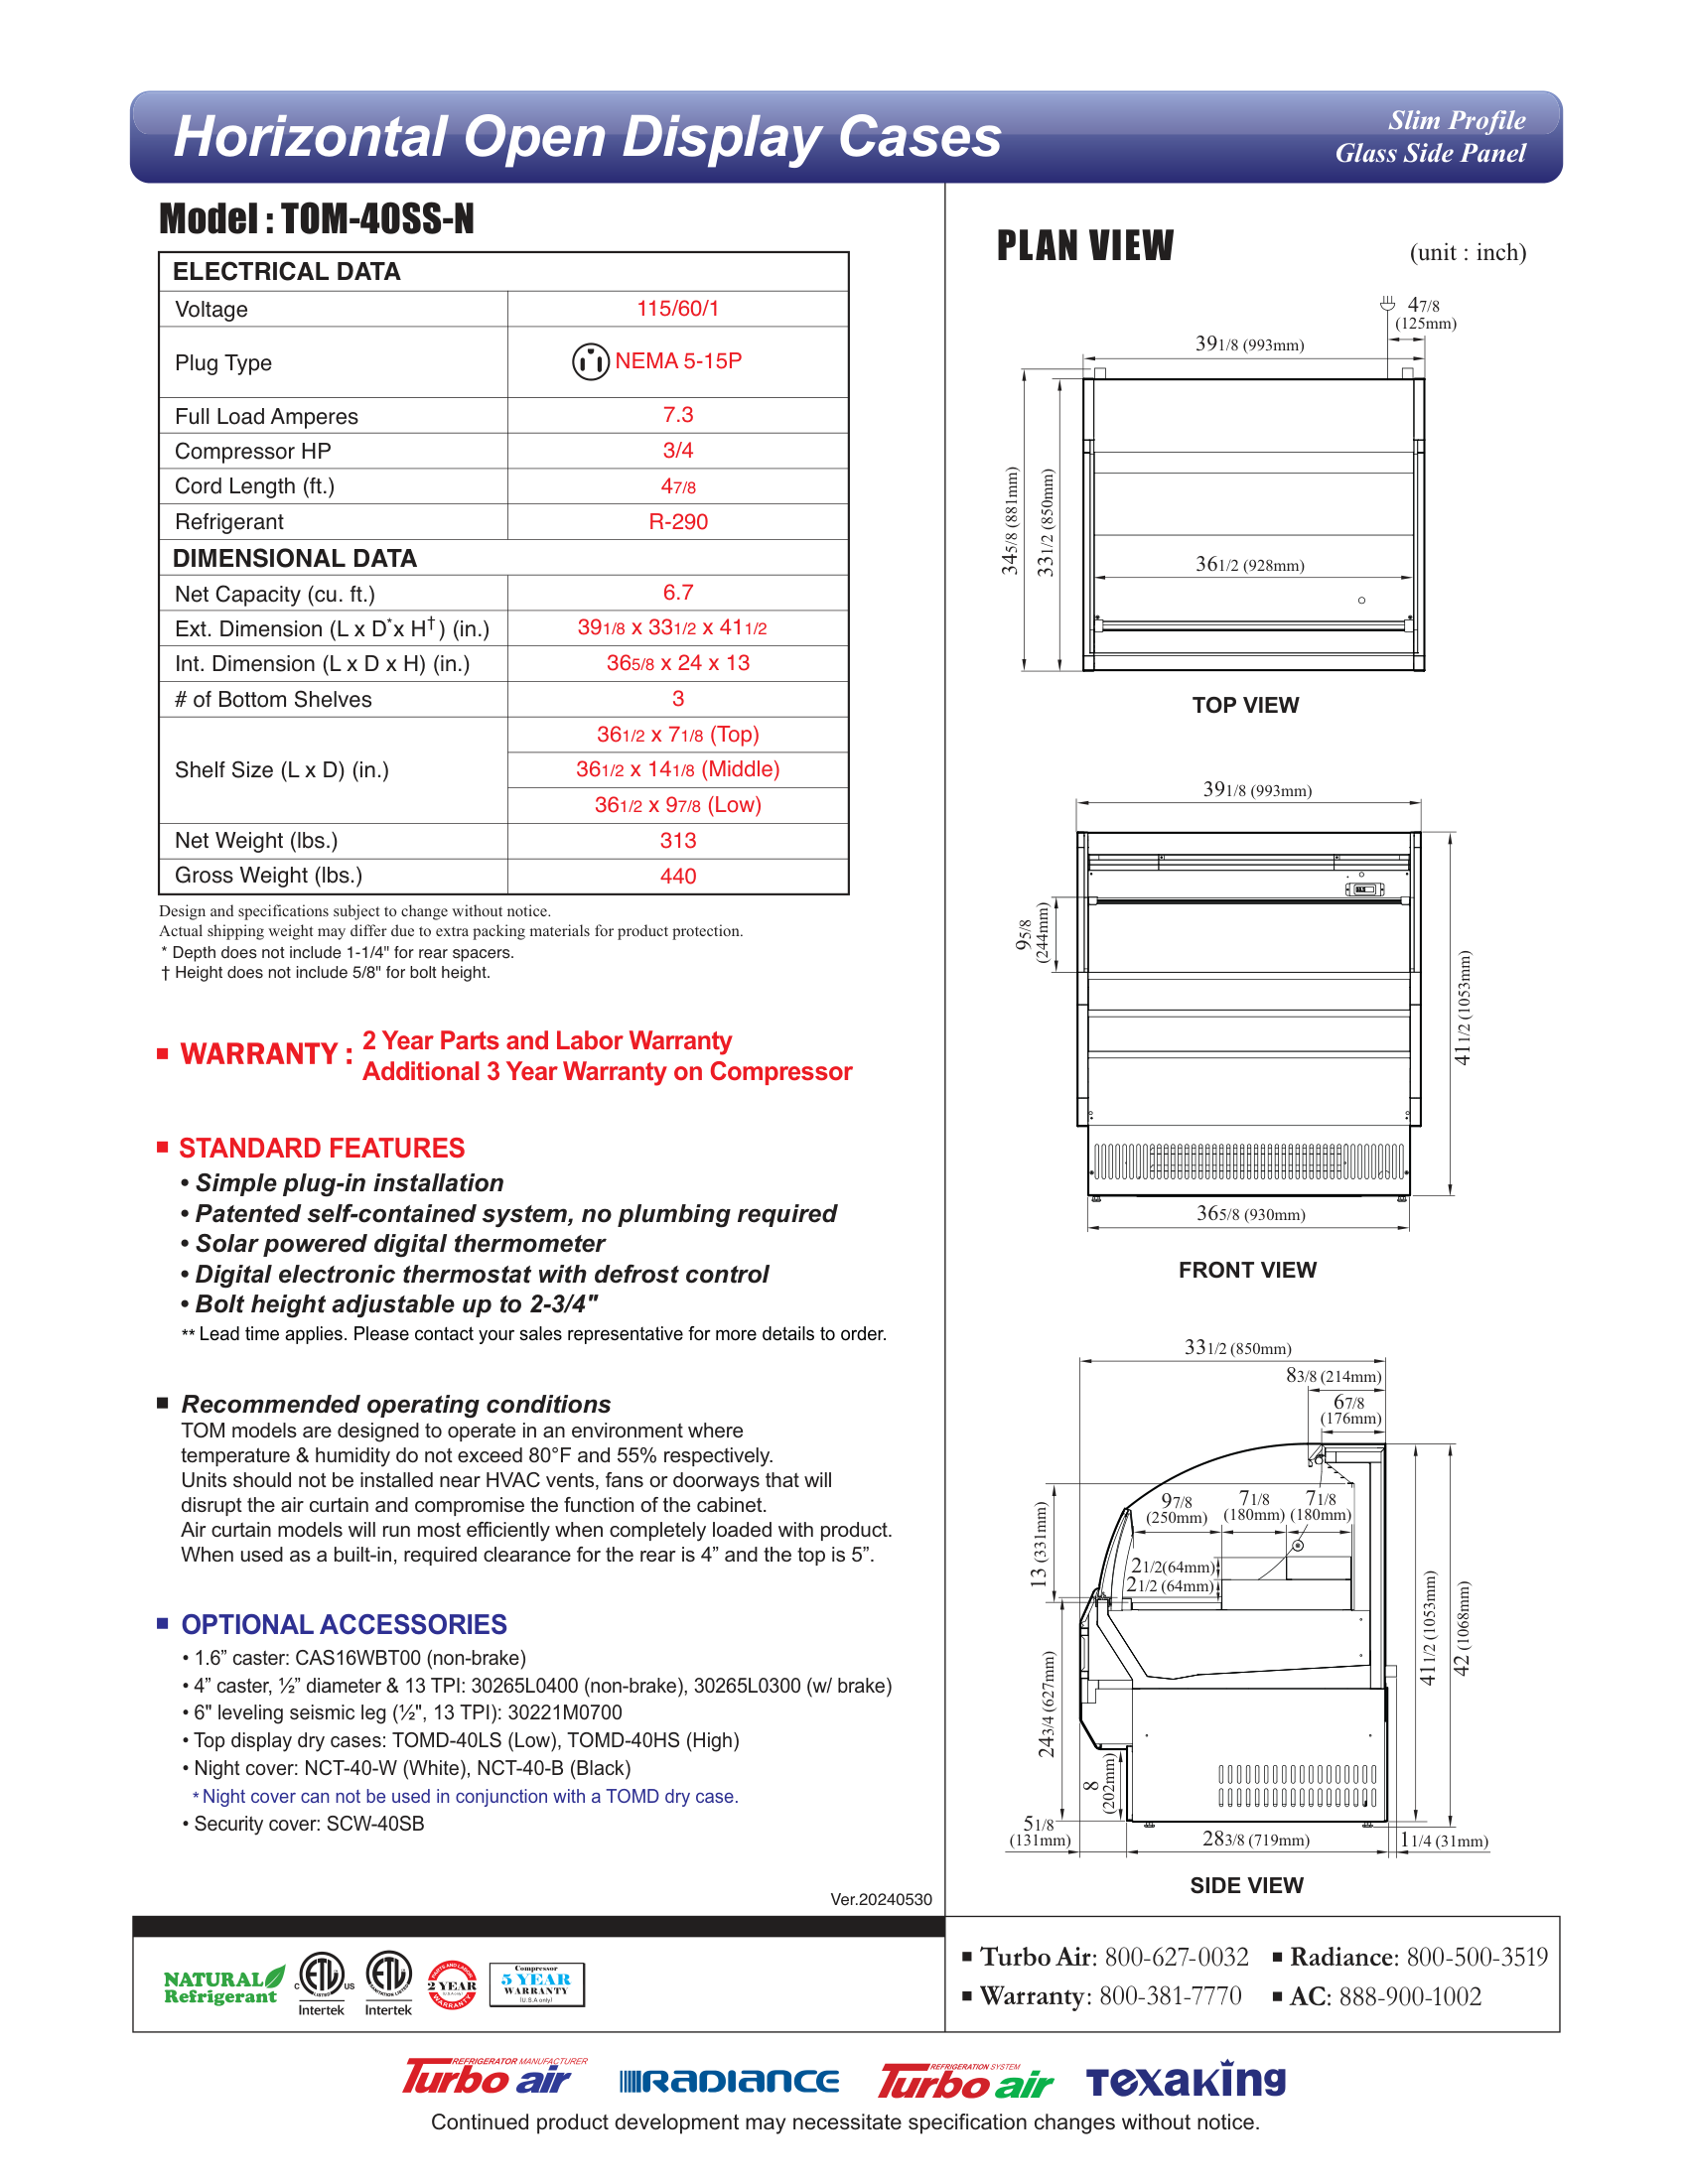 Horizontal Open Display Cases
Slim Profile
Glass Side Panel
Model : TOM-40SS-N
ELECTRICAL DATA
Voltage 115/60/1
Plug Type NEMA 5-15P
Full Load Amperes 7.3
Compressor HP 3/4
Cord Length (ft.) 47/8
Refrigerant R-290
DIMENSIONAL DATA
Net Capacity (cu. ft.) 6.7
Ext. Dimension (L x D*x H†) (in.) 391/8 x 331/2 x 411/2
Int. Dimension (L x D x H) (in.) 365/8 x 24 x 13
# of Bottom Shelves 3
Shelf Size (L x D) (in.)
361/2 x 71/8 (Top)
361/2 x 141/8 (Middle)
361/2 x 97/8 (Low)
Net Weight (lbs.) 313
Gross Weight (lbs.) 440
Design and specifications subject to change without notice.
Actual shipping weight may differ due to extra packing materials for product protection.
* Depth does not include 1-1/4" for rear spacers.
† Height does not include 5/8" for bolt height.
■ WARRANTY : 2 Year Parts and Labor Warranty
Additional 3 Year Warranty on Compressor
■ STANDARD FEATURES
• Simple plug-in installation
• Patented self-contained system, no plumbing required
• Solar powered digital thermometer
• Digital electronic thermostat with defrost control
• Bolt height adjustable up to 2-3/4"
** Lead time applies. Please contact your sales representative for more details to order.
■ Recommended operating conditions
TOM models are designed to operate in an environment where
temperature & humidity do not exceed 80°F and 55% respectively.
Units should not be installed near HVAC vents, fans or doorways that will
disrupt the air curtain and compromise the function of the cabinet.
Air curtain models will run most efficiently when completely loaded with product.
When used as a built-in, required clearance for the rear is 4” and the top is 5”.
■ OPTIONAL ACCESSORIES
• 1.6” caster: CAS16WBT00 (non-brake)
• 4” caster, ½” diameter & 13 TPI: 30265L0400 (non-brake), 30265L0300 (w/ brake)
• 6" leveling seismic leg (½", 13 TPI): 30221M0700
• Top display dry cases: TOMD-40LS (Low), TOMD-40HS (High)
• Night cover: NCT-40-W (White), NCT-40-B (Black)
* Night cover can not be used in conjunction with a TOMD dry case.
• Security cover: SCW-40SB
Ver.20240530
PLAN VIEW
(unit : inch)
47/8
(125mm)
391/8 (993mm)
345/8 (881mm)
331/2 (850mm)
361/2 (928mm)
TOP VIEW
391/8 (993mm)
95/8
(244mm)
411/2 (1053mm)
365/8 (930mm)
FRONT VIEW
331/2 (850mm)
83/8 (214mm)
67/8
(176mm)
97/8
(250mm)
71/8
(180mm)
71/8
(180mm)
13 (331mm)
21/2(64mm)
21/2 (64mm)
243/4 (627mm)
8
(202mm)
411/2 (1053mm)
42 (1068mm)
51/8
(131mm)
283/8 (719mm)
11/4 (31mm)
SIDE VIEW
NATURAL
Refrigerant
C ETL US
LISTED
Intertek
ETL
SANITATION LISTED
Intertek
PARTS AND LABOR
2 YEAR
WARRANTY
Compressor
5 YEAR
WARRANTY
(U.S.A only)
■ Turbo Air: 800-627-0032
■ Radiance: 800-500-3519
■ Warranty: 800-381-7770
■ AC: 888-900-1002
REFRIGERATOR MANUFACTURER
Turbo air
RADIANCE
REFRIGERATION SYSTEM
Turbo air
Texaking
Continued product development may necessitate specification changes without notice.